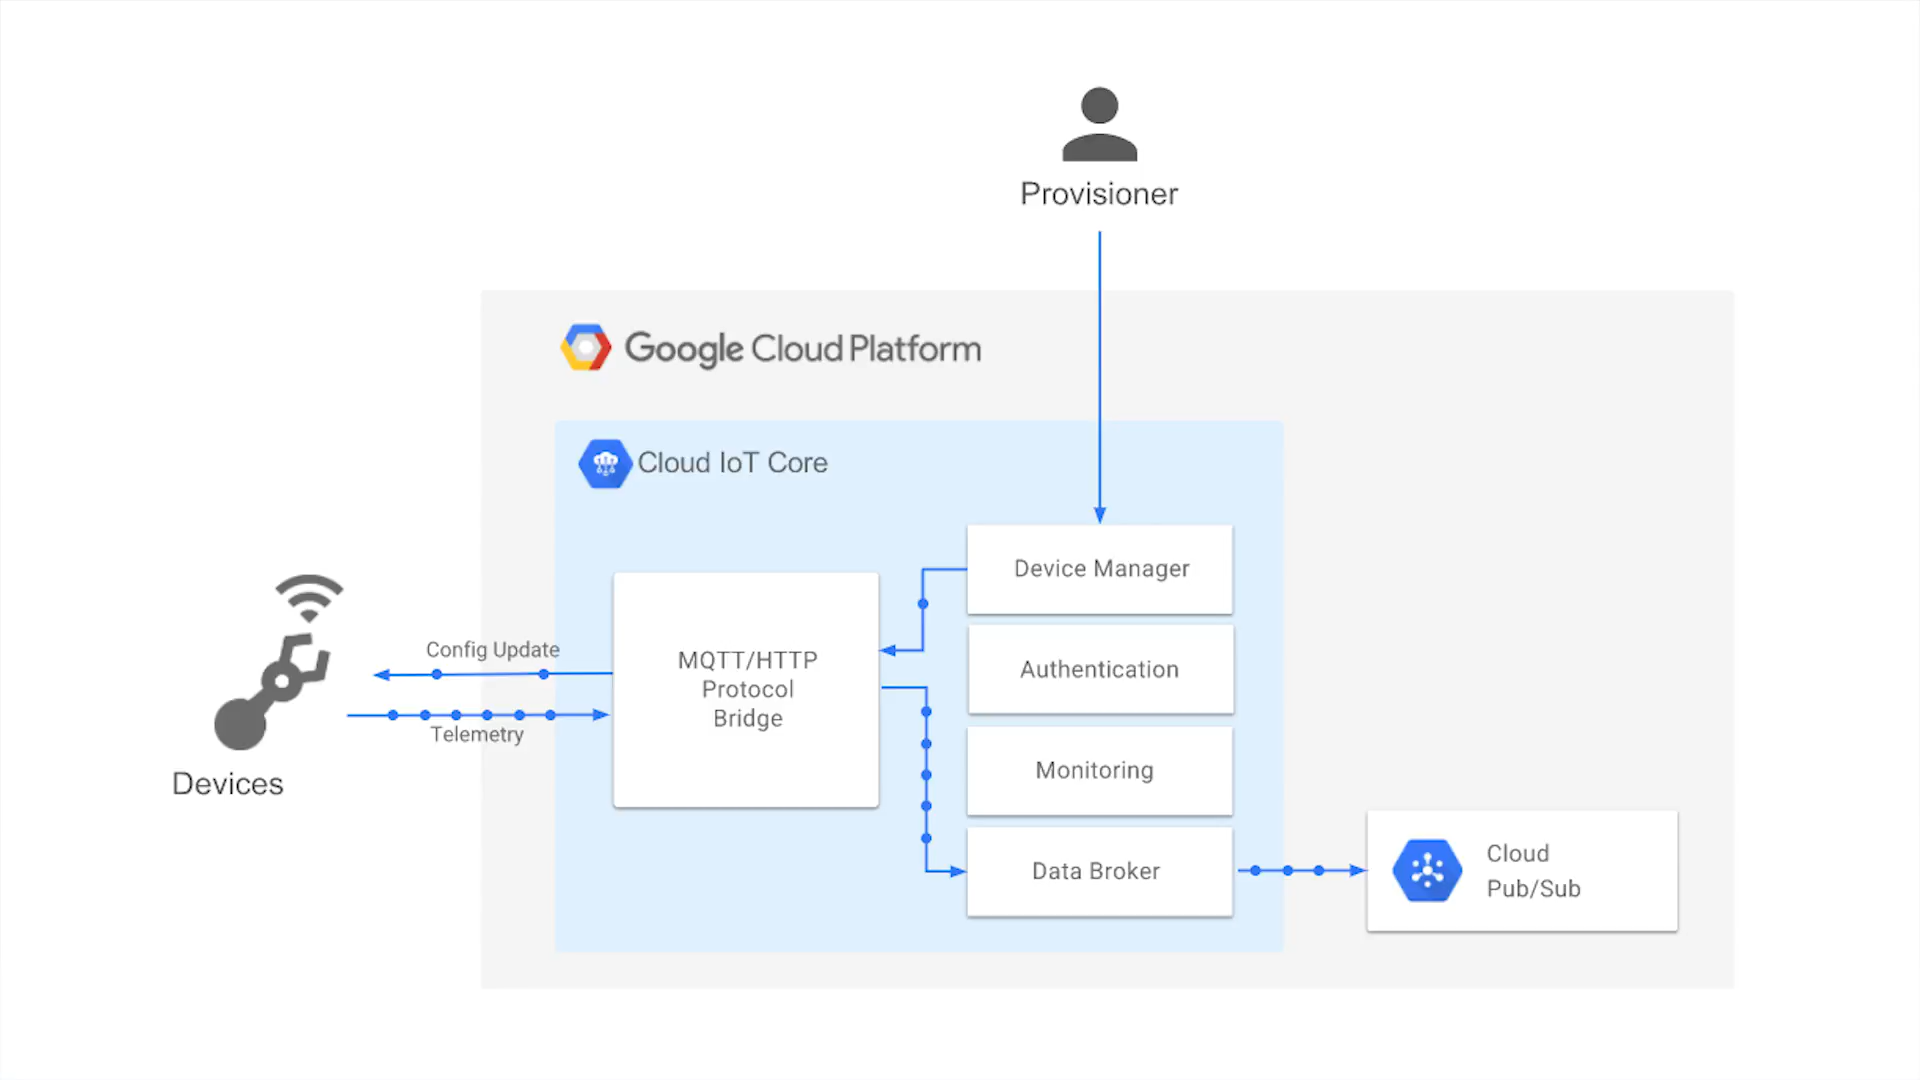 Provisioner
Google Cloud Platform
Cloud IoT Core
Device Manager
Config Update
MQTT/HTTP
Protocol
Bridge
Authentication
Telemetry
Devices
Monitoring
Data Broker
Cloud
Pub/Sub